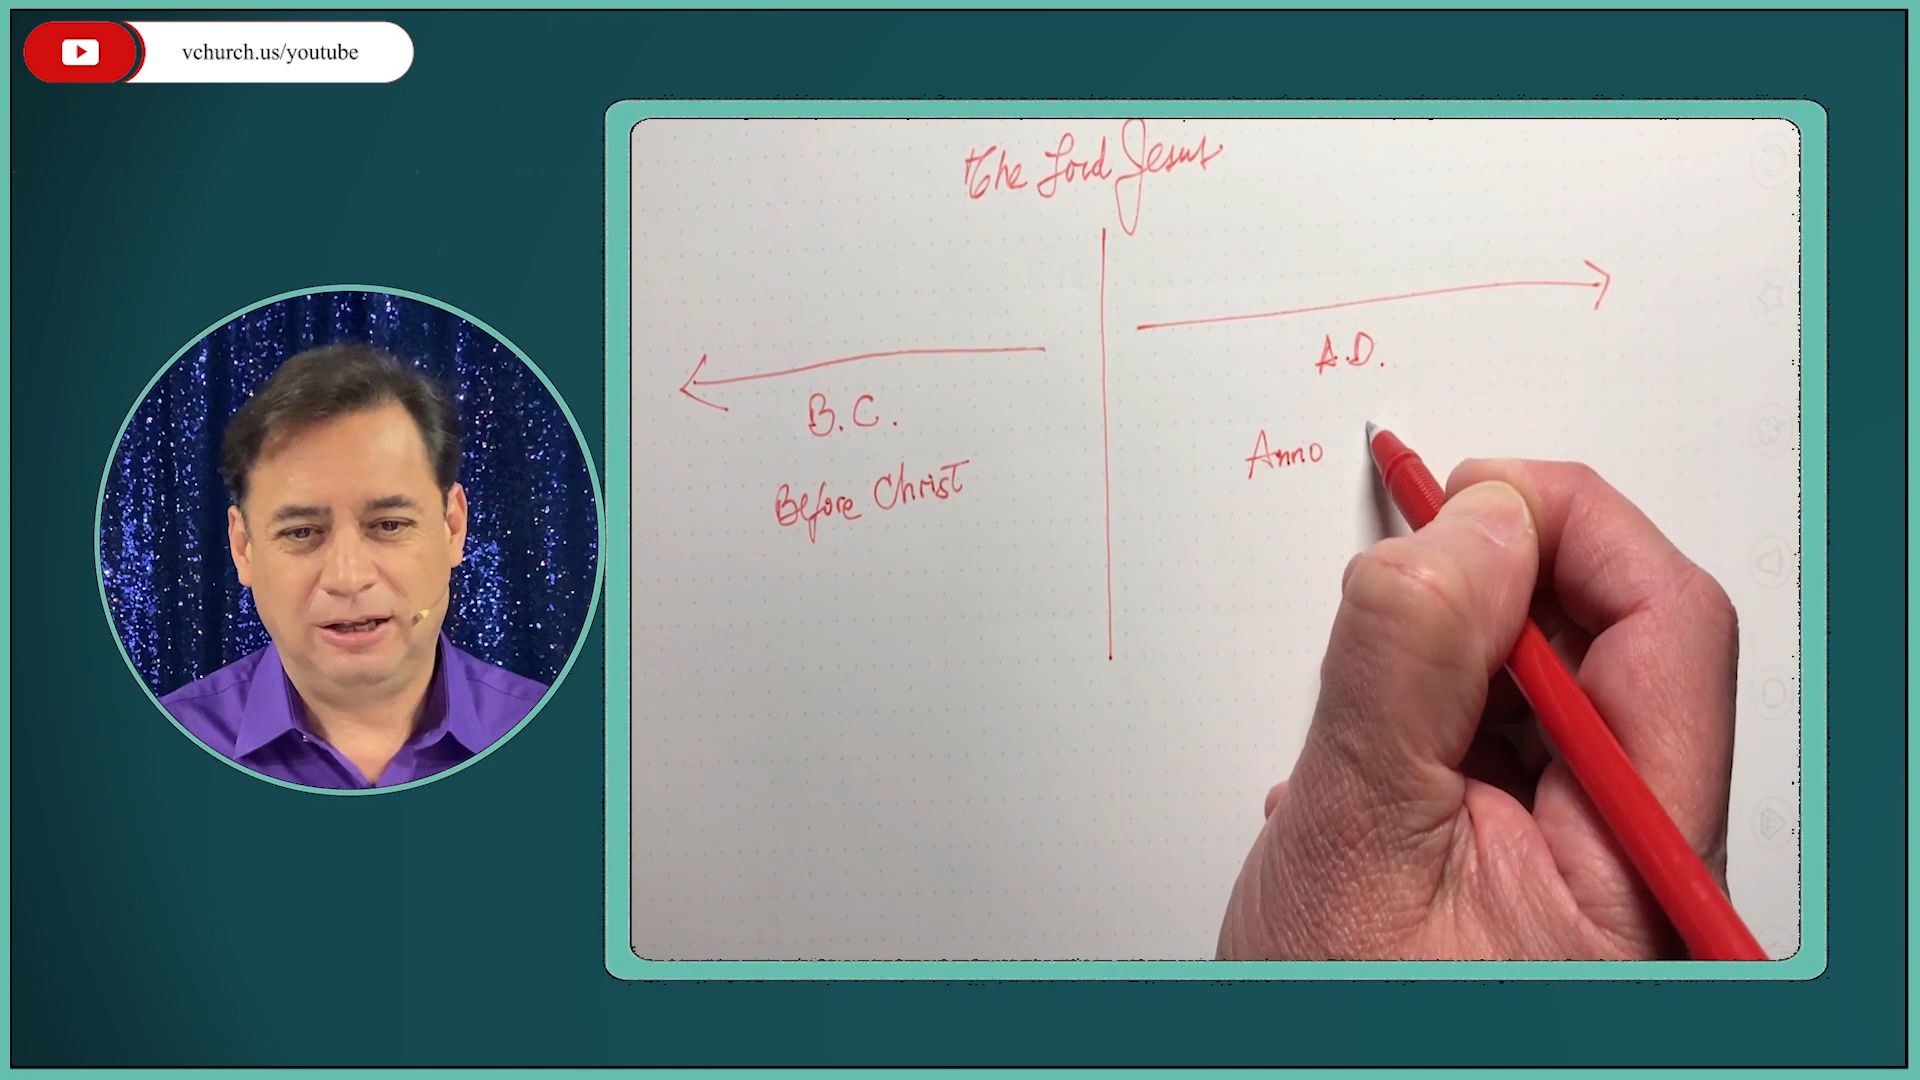 vchurch.us/youtube
The Lord Jesus
A.D.
B.C.
Anno
Before Christ